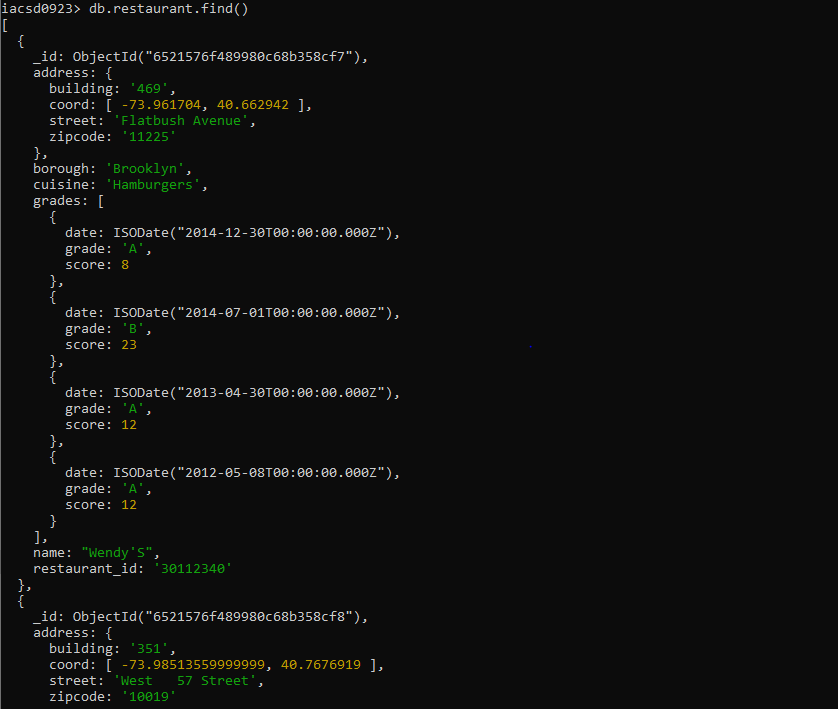 iacsd0923> db.restaurant.find()
[
  {
    _id: ObjectId("6521576f489980c68b358cf7"),
    address: {
      building: '469',
      coord: [ -73.961704, 40.662942 ],
      street: 'Flatbush Avenue',
      zipcode: '11225'
    },
    borough: 'Brooklyn',
    cuisine: 'Hamburgers',
    grades: [
      {
        date: ISODate("2014-12-30T00:00:00.000Z"),
        grade: 'A',
        score: 8
      },
      {
        date: ISODate("2014-07-01T00:00:00.000Z"),
        grade: 'B',
        score: 23
      },
      {
        date: ISODate("2013-04-30T00:00:00.000Z"),
        grade: 'A',
        score: 12
      },
      {
        date: ISODate("2012-05-08T00:00:00.000Z"),
        grade: 'A',
        score: 12
      }
    ],
    name: "Wendy'S",
    restaurant_id: '30112340'
  },
  {
    _id: ObjectId("6521576f489980c68b358cf8"),
    address: {
      building: '351',
      coord: [ -73.98513559999999, 40.7676919 ],
      street: 'West   57 Street',
      zipcode: '10019'